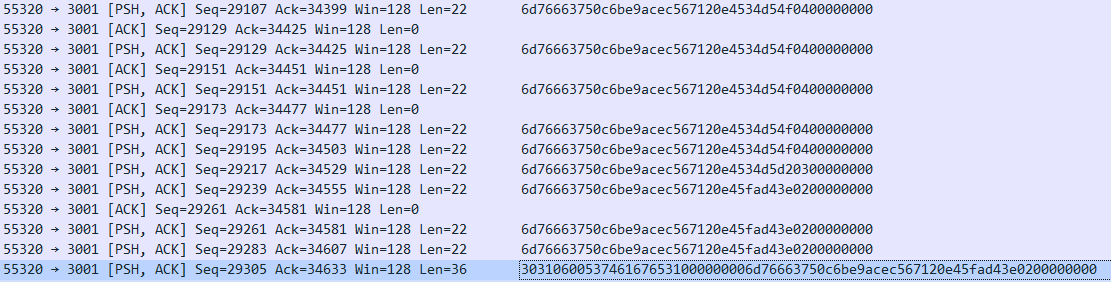 55320 → 3001 [PSH, ACK] Seq=29107 Ack=34399 Win=128 Len=22 6d76663750c6be9acec567120e4534d54f0400000000
55320 → 3001 [ACK] Seq=29129 Ack=34425 Win=128 Len=0
55320 → 3001 [PSH, ACK] Seq=29129 Ack=34425 Win=128 Len=22 6d76663750c6be9acec567120e4534d54f0400000000
55320 → 3001 [ACK] Seq=29151 Ack=34451 Win=128 Len=0
55320 → 3001 [PSH, ACK] Seq=29151 Ack=34451 Win=128 Len=22 6d76663750c6be9acec567120e4534d54f0400000000
55320 → 3001 [ACK] Seq=29173 Ack=34477 Win=128 Len=0
55320 → 3001 [PSH, ACK] Seq=29173 Ack=34477 Win=128 Len=22 6d76663750c6be9acec567120e4534d54f0400000000
55320 → 3001 [PSH, ACK] Seq=29195 Ack=34503 Win=128 Len=22 6d76663750c6be9acec567120e4534d54f0400000000
55320 → 3001 [PSH, ACK] Seq=29217 Ack=34529 Win=128 Len=22 6d76663750c6be9acec567120e4534d5d20300000000
55320 → 3001 [PSH, ACK] Seq=29239 Ack=34555 Win=128 Len=22 6d76663750c6be9acec567120e45fad43e0200000000
55320 → 3001 [ACK] Seq=29261 Ack=34581 Win=128 Len=0
55320 → 3001 [PSH, ACK] Seq=29261 Ack=34581 Win=128 Len=22 6d76663750c6be9acec567120e45fad43e0200000000
55320 → 3001 [PSH, ACK] Seq=29283 Ack=34607 Win=128 Len=22 6d76663750c6be9acec567120e45fad43e0200000000
55320 → 3001 [PSH, ACK] Seq=29305 Ack=34633 Win=128 Len=36 30310600537461676531000000006d76663750c6be9acec567120e45fad43e0200000000